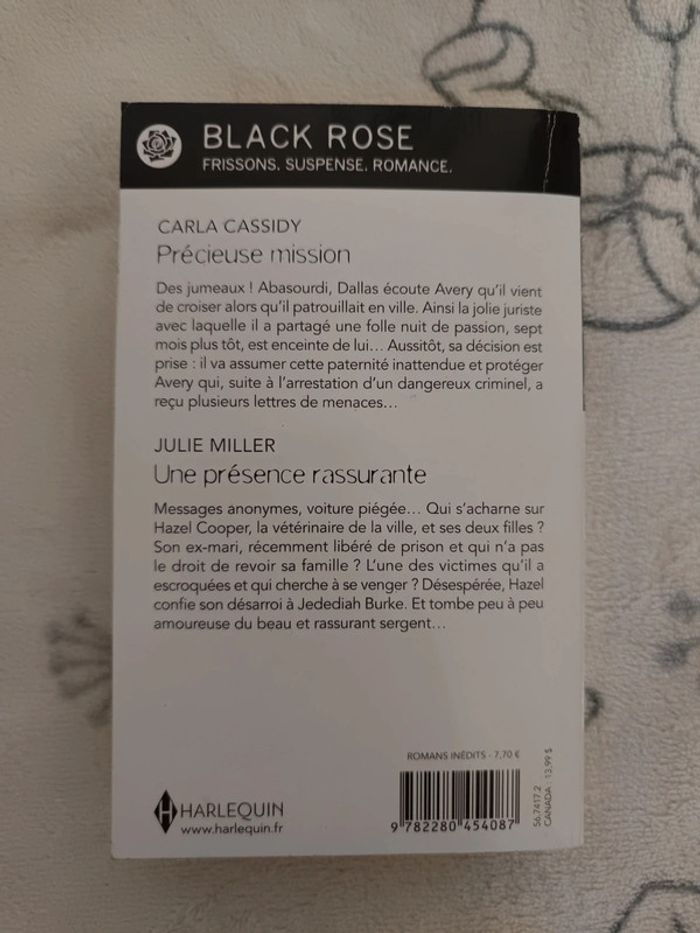 BLACK ROSE
FRISSONS. SUSPENSE. ROMANCE.
CARLA CASSIDY
Précieuse mission
Des jumeaux ! Abasourdi, Dallas écoute Avery qu'il vient
de croiser alors qu'il patrouillait en ville. Ainsi la jolie juriste
avec laquelle il a partagé une folle nuit de passion, sept
mois plus tôt, est enceinte de lui… Aussitôt, sa décision est
prise : il va assumer cette paternité inattendue et protéger
Avery qui, suite à l'arrestation d'un dangereux criminel, a
reçu plusieurs lettres de menaces…
JULIE MILLER
Une présence rassurante
Messages anonymes, voiture piégée… Qui s'acharne sur
Hazel Cooper, la vétérinaire de la ville, et ses deux filles ?
Son ex-mari, récemment libéré de prison et qui n'a pas
le droit de revoir sa famille ? L'une des victimes qu'il a
escroquées et qui cherche à se venger ? Désespérée, Hazel
confie son désarroi à Jedediah Burke. Et tombe peu à peu
amoureuse du beau et rassurant sergent…
ROMANS INÉDITS - 7,70 €
HARLEQUIN
www.harlequin.fr
9 782280 454087
56.7417.2
CANADA : 13,99 $